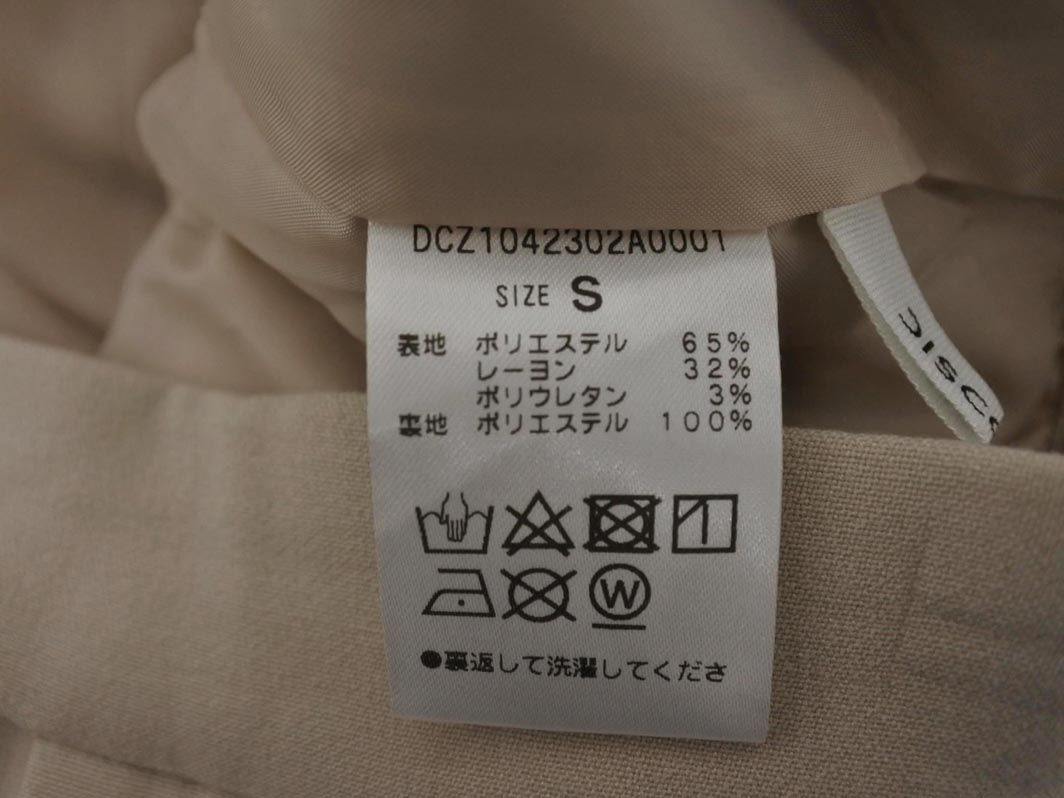 DCZ1042302A0001
SIZE S
表地 ポリエステル 65%
レーヨン 32%
ポリウレタン 3%
裏地 ポリエステル 100%
W
●裏返して洗濯してくださ
DISC